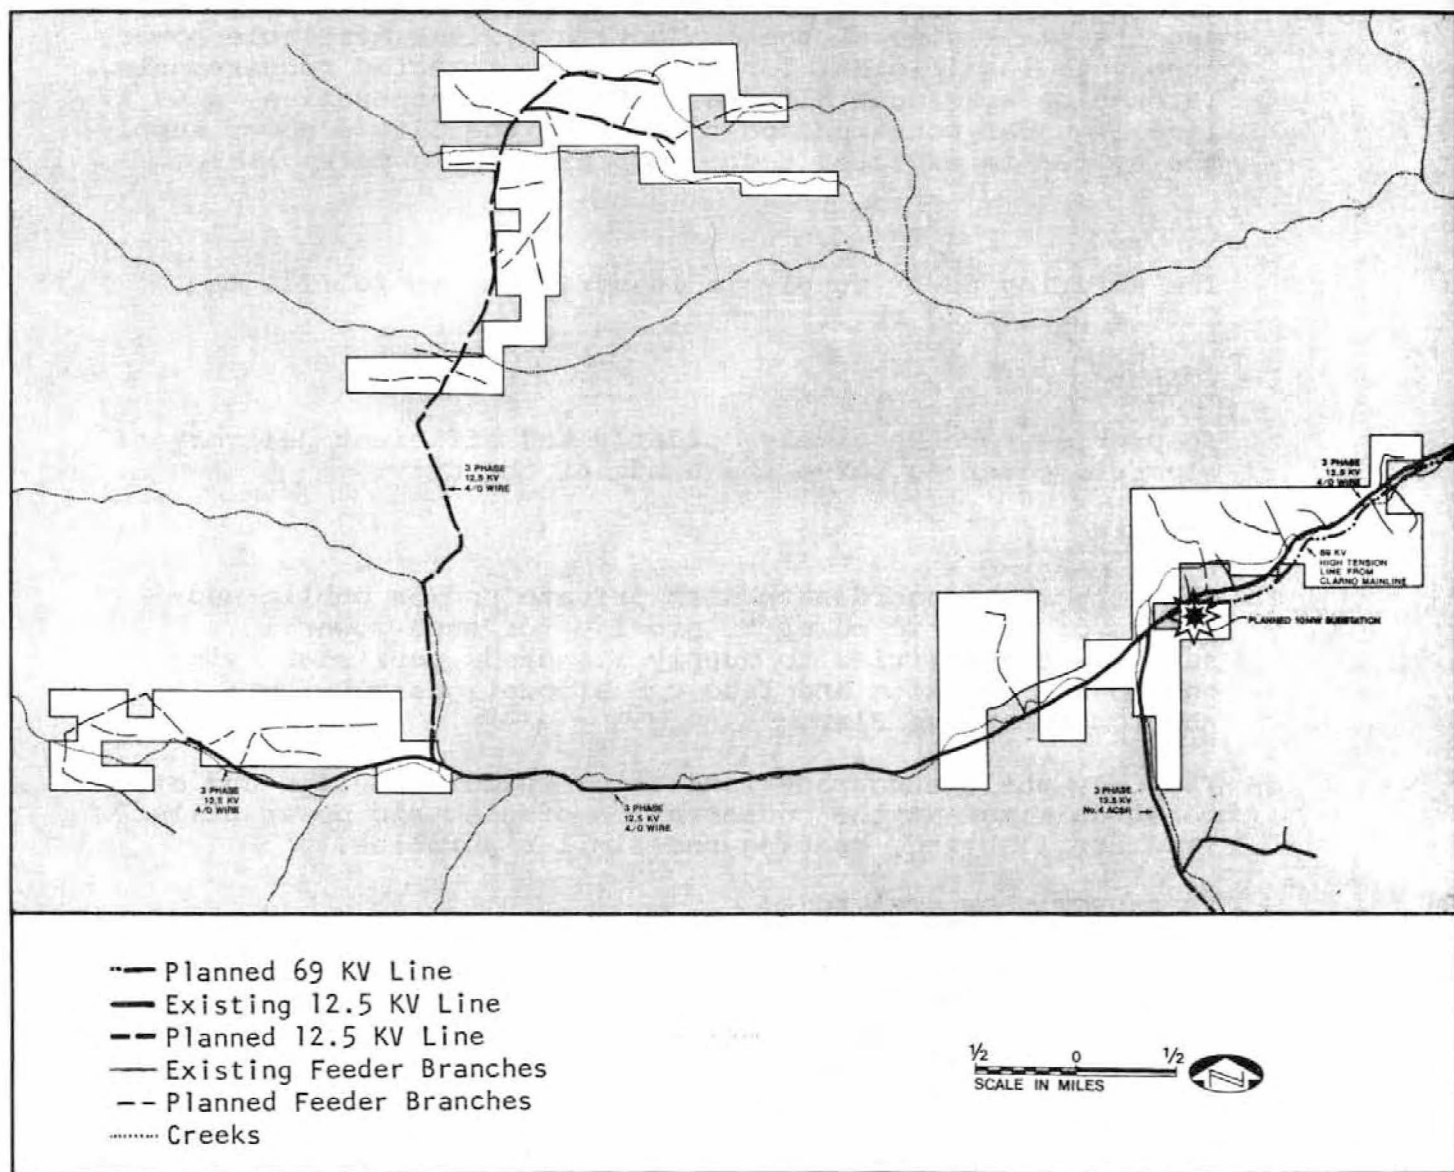 3 PHASE
12.5 KV
4/0 WIRE
3 PHASE
12.5 KV
4/0 WIRE
69 KV
HIGH TENSION
LINE FROM
CLARNO MAINLINE
PLANNED 10MW SUBSTATION
3 PHASE
12.5 KV
4/0 WIRE
3 PHASE
12.5 KV
4/0 WIRE
3 PHASE
12.5 KV
No. 4 ACSR
Planned 69 KV Line
Existing 12.5 KV Line
Planned 12.5 KV Line
Existing Feeder Branches
Planned Feeder Branches
Creeks
1/2 0 1/2
SCALE IN MILES
N